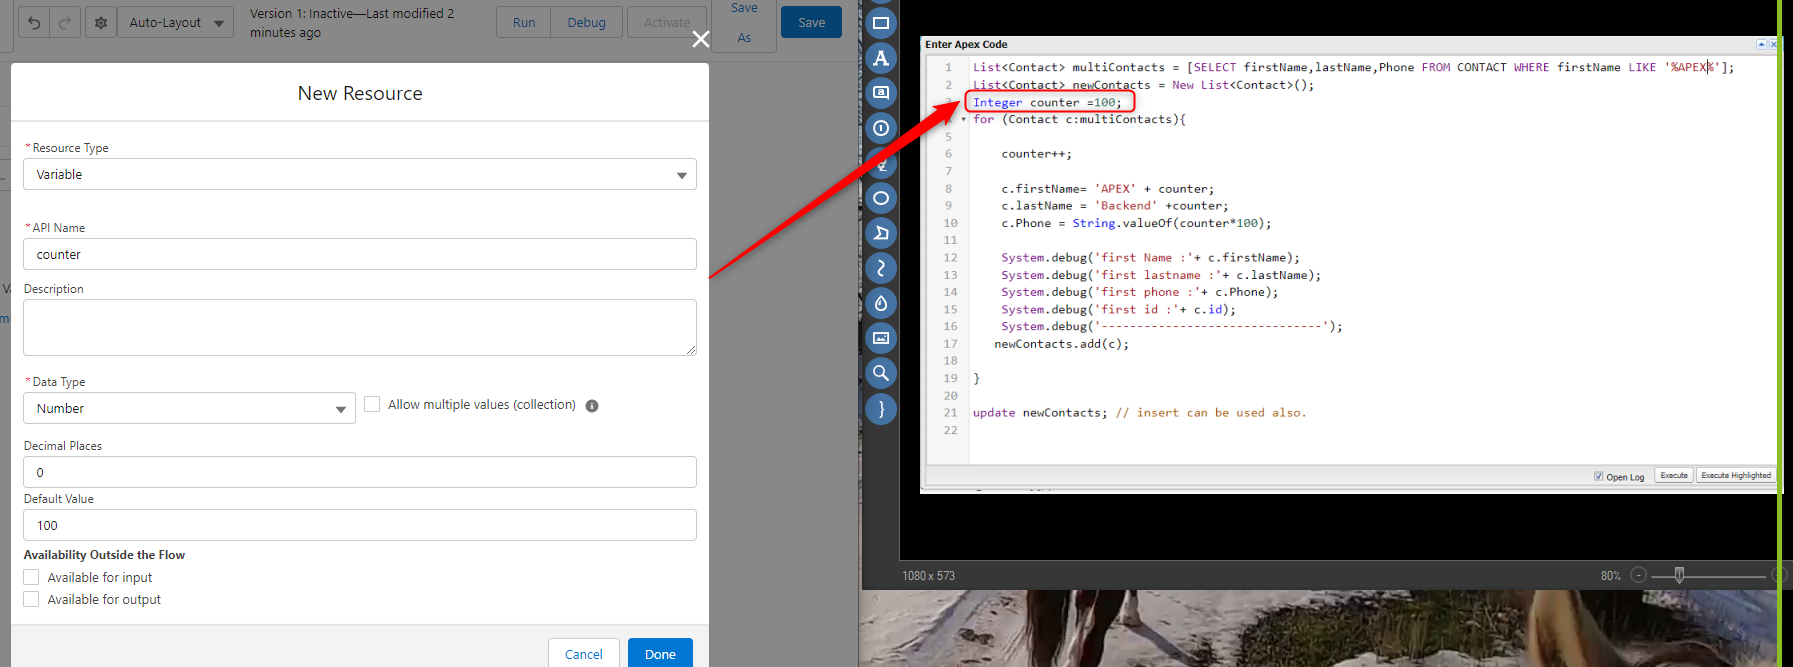 Auto-Layout
Version 1: Inactive—Last modified 2
minutes ago
Run
Debug
Activate
Save
As
Save
New Resource
* Resource Type
Variable
* API Name
counter
Description
* Data Type
Number
Allow multiple values (collection)
Decimal Places
0
Default Value
100
Availability Outside the Flow
Available for input
Available for output
Cancel
Done
Enter Apex Code
1 List<Contact> multiContacts = [SELECT firstName,lastName,Phone FROM CONTACT WHERE firstName LIKE '%APEX%'];
2 List<Contact> newContacts = New List<Contact>();
Integer counter =100;
for (Contact c:multiContacts){
5
6 counter++;
7
8 c.firstName= 'APEX' + counter;
9 c.lastName = 'Backend' +counter;
10 c.Phone = String.valueOf(counter*100);
11
12 System.debug('first Name :'+ c.firstName);
13 System.debug('first lastname :'+ c.lastName);
14 System.debug('first phone :'+ c.Phone);
15 System.debug('first id :'+ c.id);
16 System.debug('-------------------------------');
17 newContacts.add(c);
18
19 }
20
21 update newContacts; // insert can be used also.
22
Open Log
Execute
Execute Highlighted
1080 x 573
80%